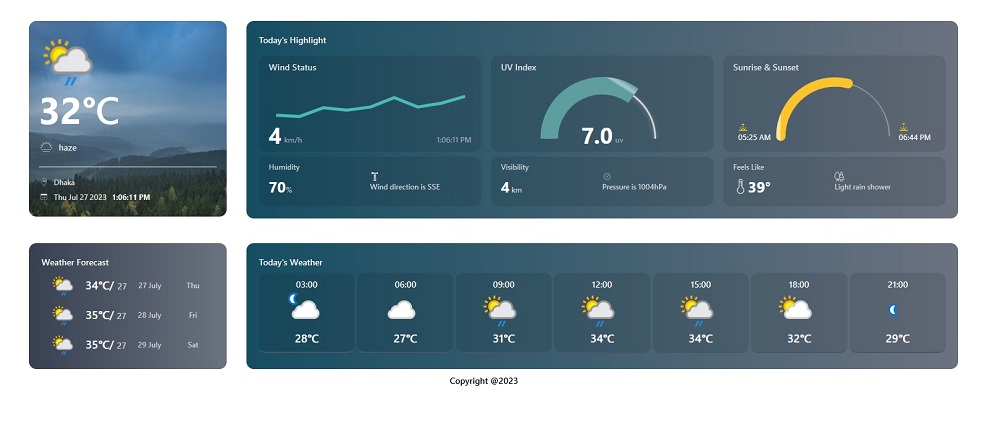 32°C
haze
Dhaka
Thu Jul 27 2023 1:06:11 PM
Today's Highlight
Wind Status
4 km/h
1:06:11 PM
UV Index
7.0 uv
Sunrise & Sunset
05:25 AM
06:44 PM
Humidity
70%
Wind direction is SSE
Visibility
4 km
Pressure is 1004hPa
Feels Like
39°
Light rain shower
Weather Forecast
34°C/ 27 27 July Thu
35°C/ 27 28 July Fri
35°C/ 27 29 July Sat
Today's Weather
03:00
28°C
06:00
27°C
09:00
31°C
12:00
34°C
15:00
34°C
18:00
32°C
21:00
29°C
Copyright @2023